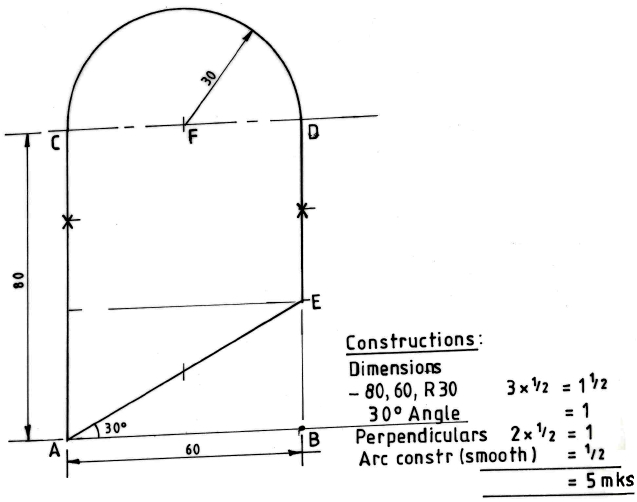 30
C
F
D
80
E
A
30°
B
60
Constructions:
Dimensions
- 80, 60, R30 3×1/2 = 1 1/2
30° Angle = 1
Perpendiculars 2×1/2 = 1
Arc constr (smooth) = 1/2
= 5 mks